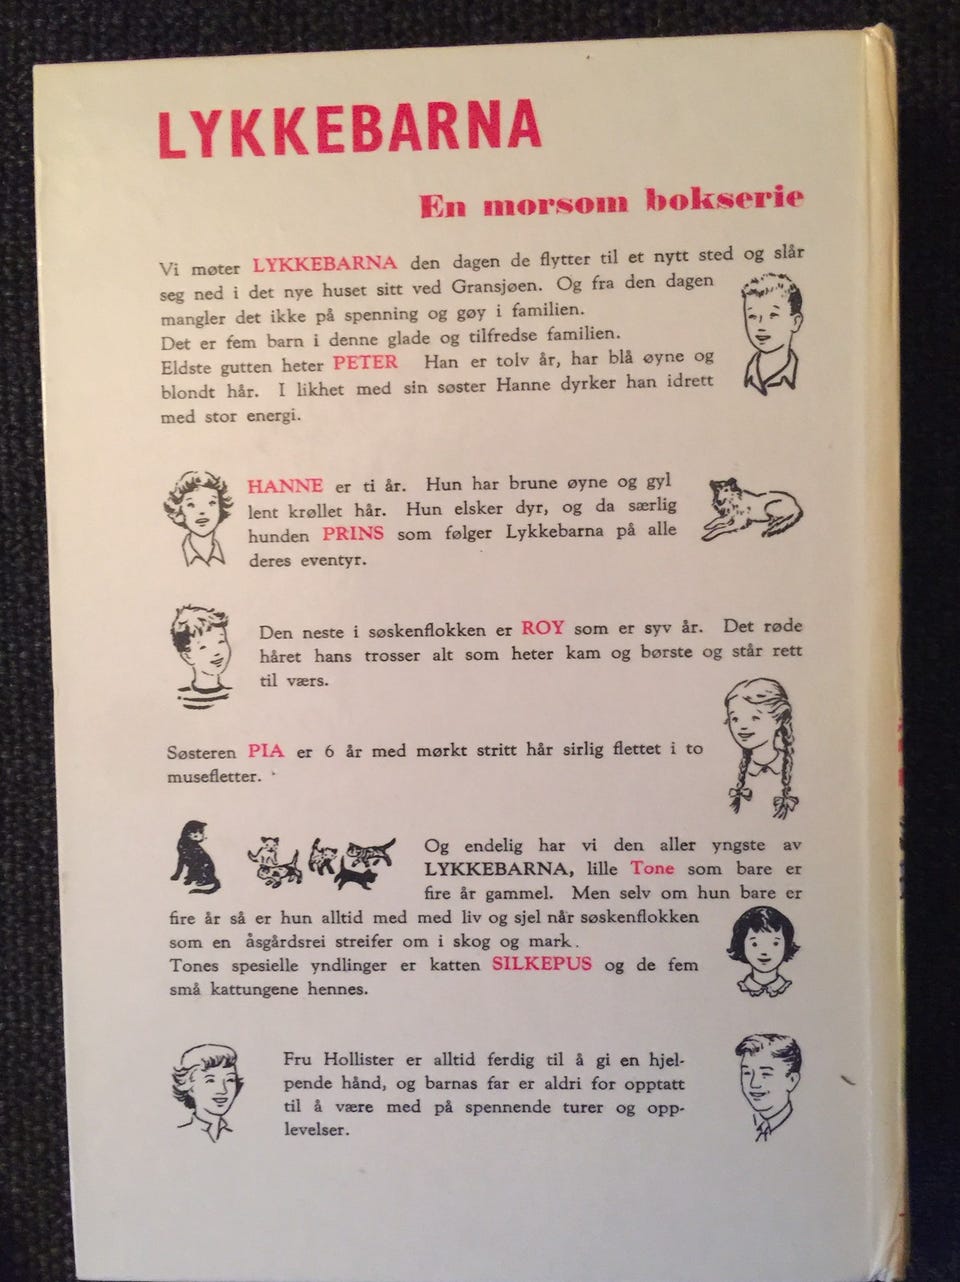 LYKKEBARNA
En morsom bokserie
Vi møter LYKKEBARNA den dagen de flytter til et nytt sted og slår
seg ned i det nye huset sitt ved Gransjøen. Og fra den dagen
mangler det ikke på spenning og gøy i familien.
Det er fem barn i denne glade og tilfredse familien.
Eldste gutten heter PETER Han er tolv år, har blå øyne og
blondt hår. I likhet med sin søster Hanne dyrker han idrett
med stor energi.
HANNE er ti år. Hun har brune øyne og gyl
lent krøllet hår. Hun elsker dyr, og da særlig
hunden PRINS som følger Lykkebarna på alle
deres eventyr.
Den neste i søskenflokken er ROY som er syv år. Det røde
håret hans trosser alt som heter kam og børste og står rett
til værs.
Søsteren PIA er 6 år med mørkt stritt hår sirlig flettet i to
musefletter.
Og endelig har vi den aller yngste av
LYKKEBARNA, lille Tone som bare er
fire år gammel. Men selv om hun bare er
fire år så er hun alltid med med liv og sjel når søskenflokken
som en åsgårdsrei streifer om i skog og mark.
Tones spesielle yndlinger er katten SILKEPUS og de fem
små kattungene hennes.
Fru Hollister er alltid ferdig til å gi en hjel-
pende hånd, og barnas far er aldri for opptatt
til å være med på spennende turer og opp-
levelser.